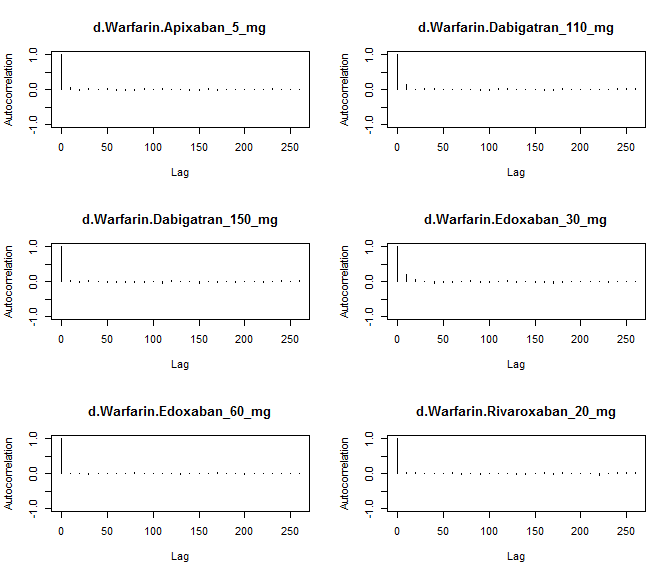 d.Warfarin.Apixaban_5_mg
Autocorrelation
1.0
0.0
-1.0
0 50 100 150 200 250
Lag
d.Warfarin.Dabigatran_110_mg
Autocorrelation
1.0
0.0
-1.0
0 50 100 150 200 250
Lag
d.Warfarin.Dabigatran_150_mg
Autocorrelation
1.0
0.0
-1.0
0 50 100 150 200 250
Lag
d.Warfarin.Edoxaban_30_mg
Autocorrelation
1.0
0.0
-1.0
0 50 100 150 200 250
Lag
d.Warfarin.Edoxaban_60_mg
Autocorrelation
1.0
0.0
-1.0
0 50 100 150 200 250
Lag
d.Warfarin.Rivaroxaban_20_mg
Autocorrelation
1.0
0.0
-1.0
0 50 100 150 200 250
Lag